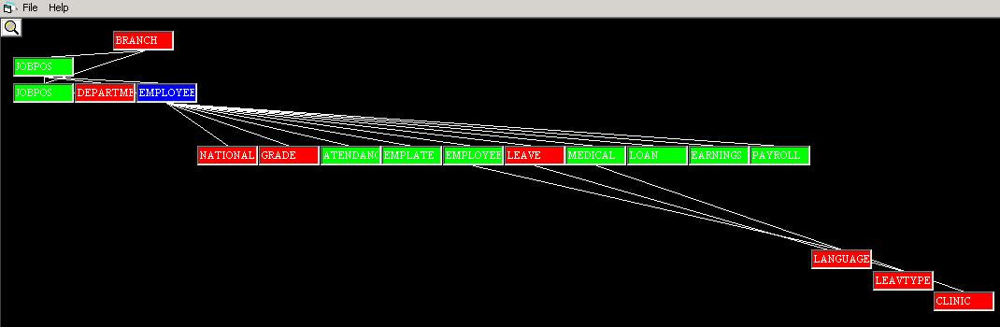 File Help
BRANCH
JOBPOS
JOBPOS DEPARTME EMPLOYEE
NATIONAL GRADE ATENDANC EMPLATE EMPLOYEE LEAVE MEDICAL LOAN EARNINGS PAYROLL
LANGUAGE
LEAVTYPE
CLINIC